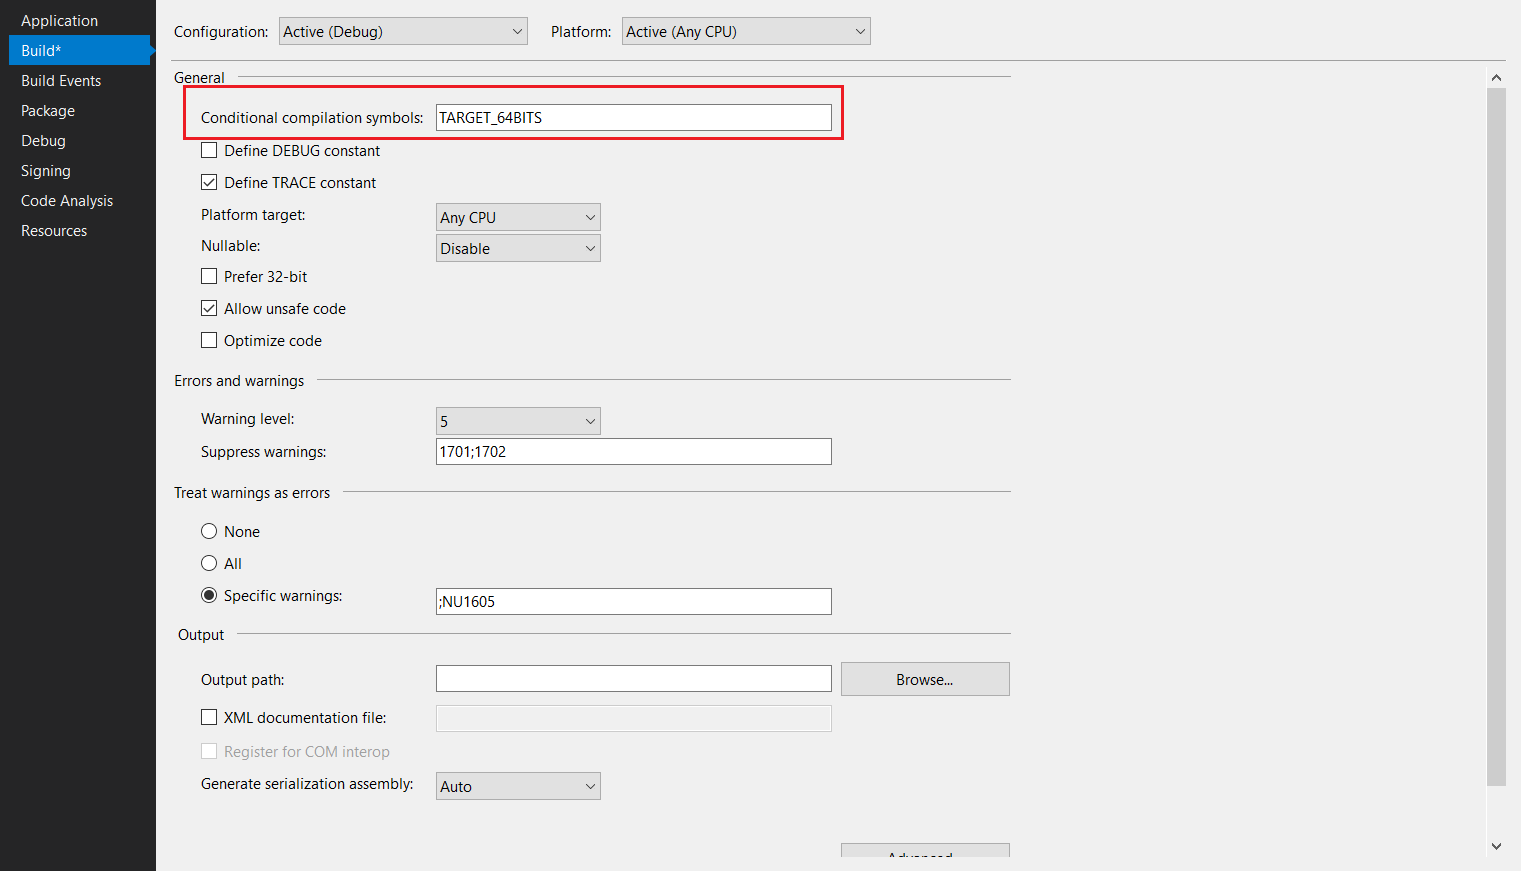 Application
Build*
Build Events
Package
Debug
Signing
Code Analysis
Resources
Configuration: Active (Debug) Platform: Active (Any CPU)
General
Conditional compilation symbols: TARGET_64BITS
Define DEBUG constant
Define TRACE constant
Platform target: Any CPU
Nullable: Disable
Prefer 32-bit
Allow unsafe code
Optimize code
Errors and warnings
Warning level: 5
Suppress warnings: 1701;1702
Treat warnings as errors
None
All
Specific warnings: ;NU1605
Output
Output path: Browse...
XML documentation file:
Register for COM interop
Generate serialization assembly: Auto
Advanced